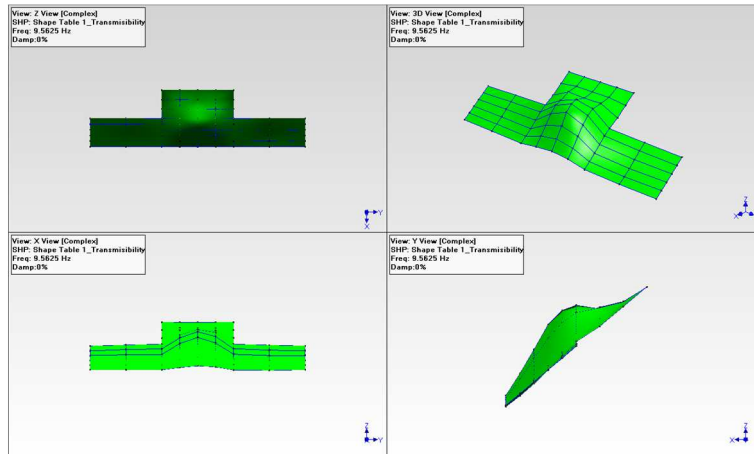 View: Z View [Complex]
SHP: Shape Table 1_Transmisibility
Freq: 9.5625 Hz
Damp:0%
Y
X
View: 3D View [Complex]
SHP: Shape Table 1_Transmisibility
Freq: 9.5625 Hz
Damp:0%
Z
X
View: X View [Complex]
SHP: Shape Table 1_Transmisibility
Freq: 9.5625 Hz
Damp:0%
Z
Y
View: Y View [Complex]
SHP: Shape Table 1_Transmisibility
Freq: 9.5625 Hz
Damp:0%
Z
X